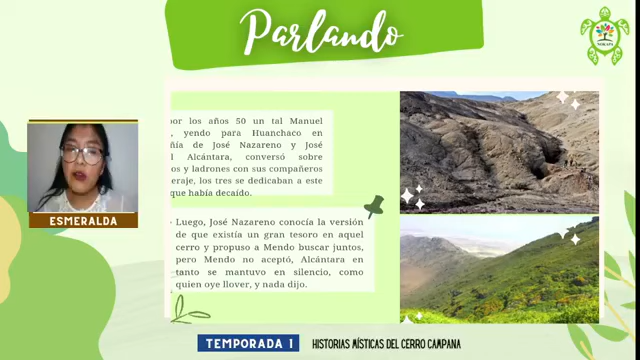 Parlando
por los años 50 un tal Manuel
yendo para Huanchaco en
de José Nazareno y José
Alcántara, conversó sobre
y ladrones con sus compañeros
los tres se dedicaban a este
que había decaído.
Luego, José Nazareno conocía la versión
de que existía un gran tesoro en aquel
cerro y propuso a Mendo buscar juntos,
pero Mendo no aceptó, Alcántara en
tanto se mantuvo en silencio, como
quien oye llover, y nada dijo.
ESMERALDA
TEMPORADA 1
HISTORIAS MÍSTICAS DEL CERRO CAMPANA